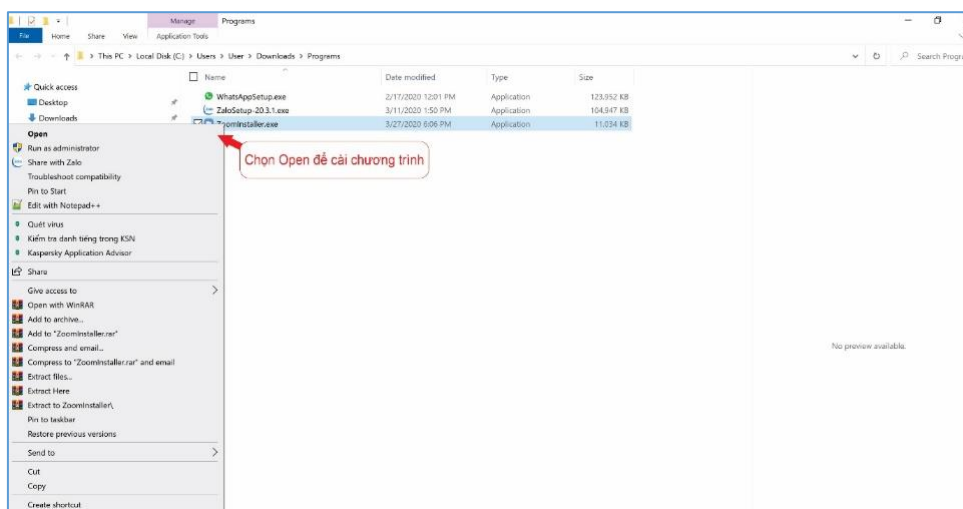 Manage Programs
File Home Share View Application Tools
> This PC > Local Disk (C:) > Users > User > Downloads > Programs
Search Progra
Name Date modified Type Size
Quick access
Desktop
Downloads
WhatsAppSetup.exe 2/17/2020 12:01 PM Application 123,952 KB
ZaloSetup-20.3.1.exe 3/11/2020 1:50 PM Application 104,947 KB
ZoomInstaller.exe 3/27/2020 6:06 PM Application 11,034 KB
Chọn Open để cài chương trình
Open
Run as administrator
Share with Zalo
Troubleshoot compatibility
Pin to Start
Edit with Notepad++
Quét virus
Kiểm tra danh tiếng trong KSN
Kaspersky Application Advisor
Share
Give access to
Open with WinRAR
Add to archive...
Add to "ZoomInstaller.rar"
Compress and email...
Compress to "ZoomInstaller.rar" and email
Extract files...
Extract Here
Extract to ZoomInstaller\
Pin to taskbar
Restore previous versions
Send to
Cut
Copy
Create shortcut
No preview available.